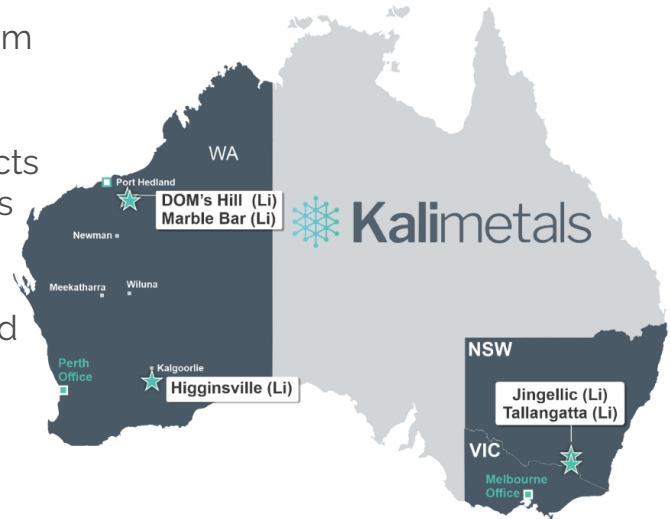 WA
Port Hedland
DOM's Hill (Li)
Marble Bar (Li)
Newman
Meekatharra
Wiluna
Perth
Office
Kalgoorlie
Higginsville (Li)
Kalimetals
NSW
Jingellic (Li)
Tallangatta (Li)
VIC
Melbourne
Office